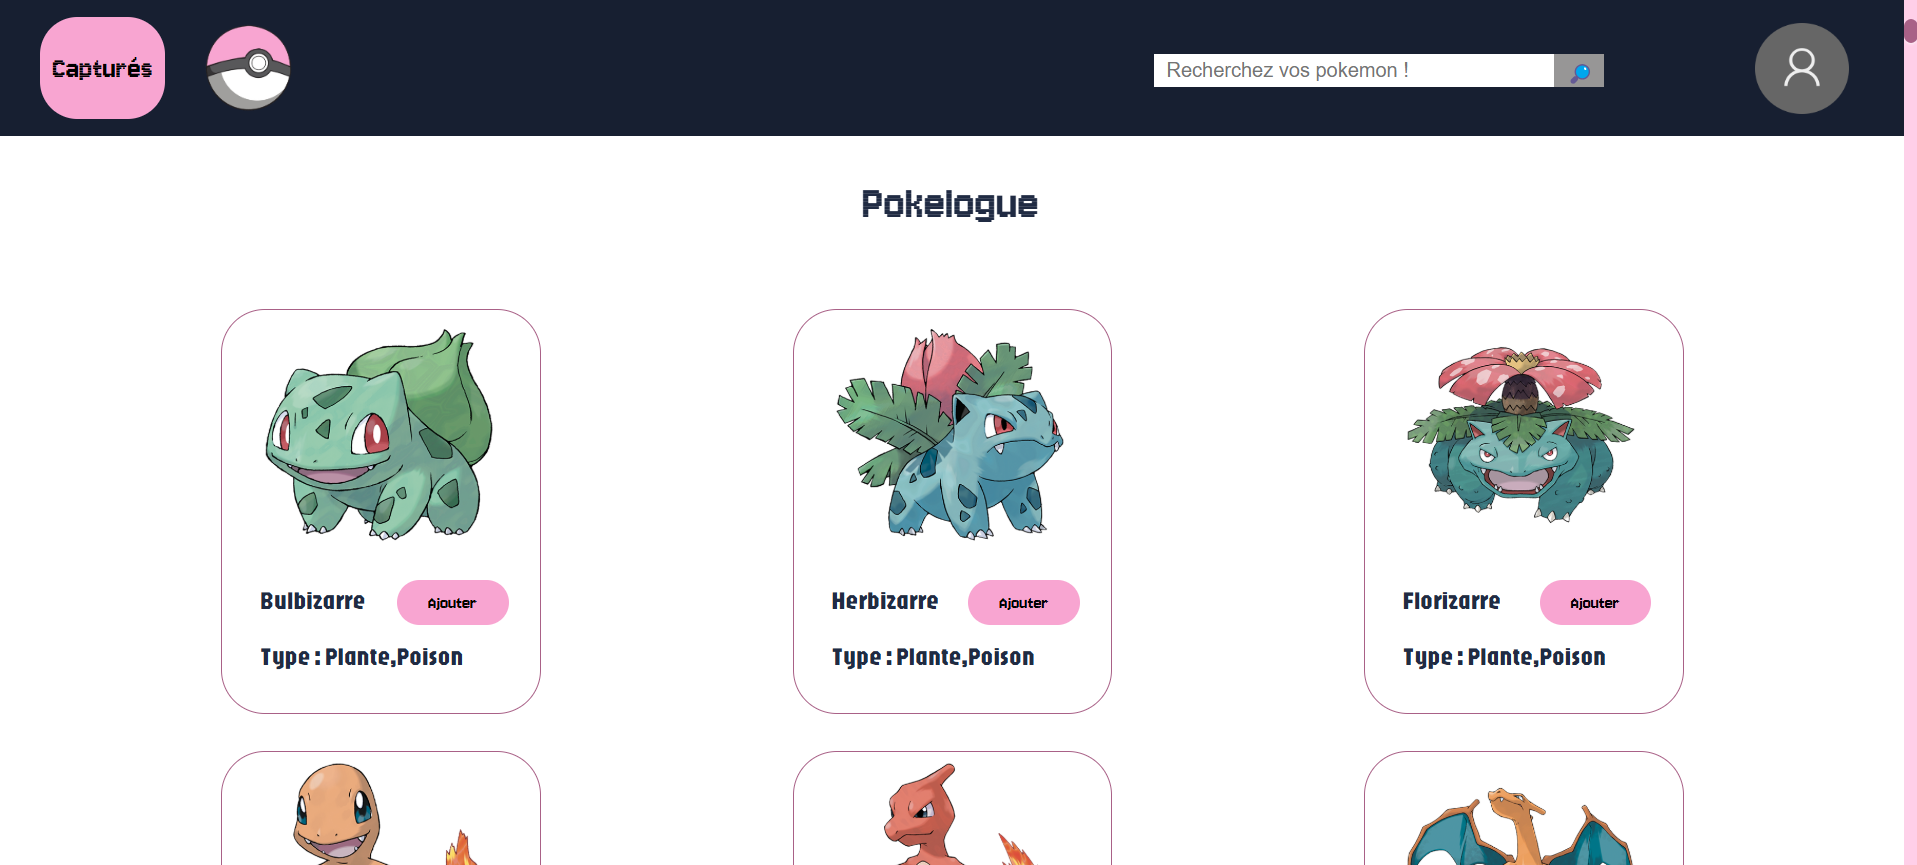 Capturés
Recherchez vos pokemon !
Pokelogue
Bulbizarre
Ajouter
Type : Plante,Poison
Herbizarre
Ajouter
Type : Plante,Poison
Florizarre
Ajouter
Type : Plante,Poison